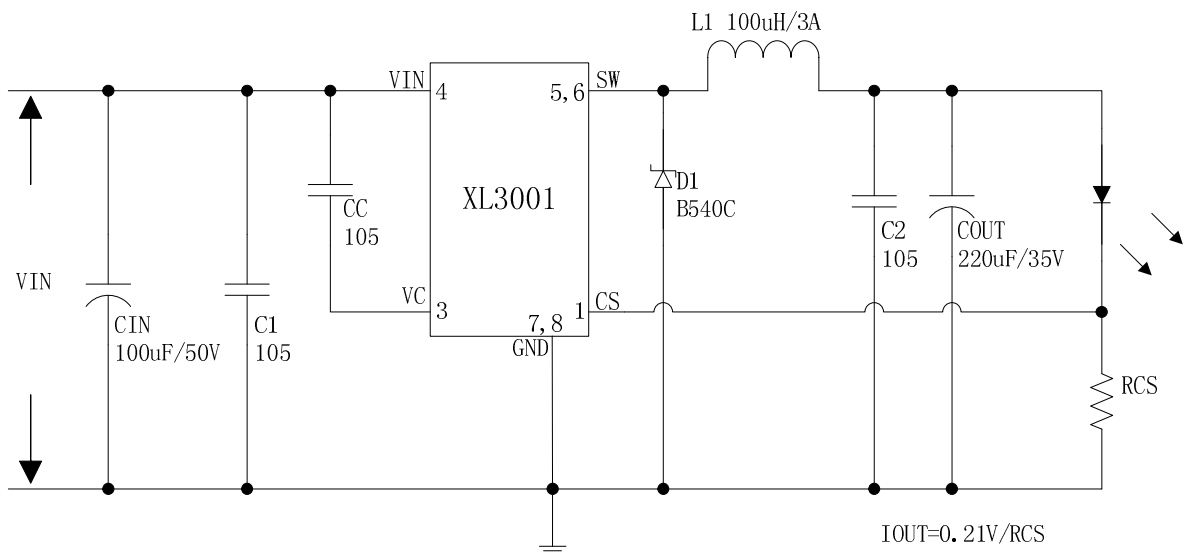 L1 100uH/3A
VIN
4
5,6
SW
XL3001
D1
B540C
CC
105
C2
105
COUT
220uF/35V
VIN
VC
3
1
CS
7,8
GND
CIN
100uF/50V
C1
105
RCS
IOUT=0.21V/RCS